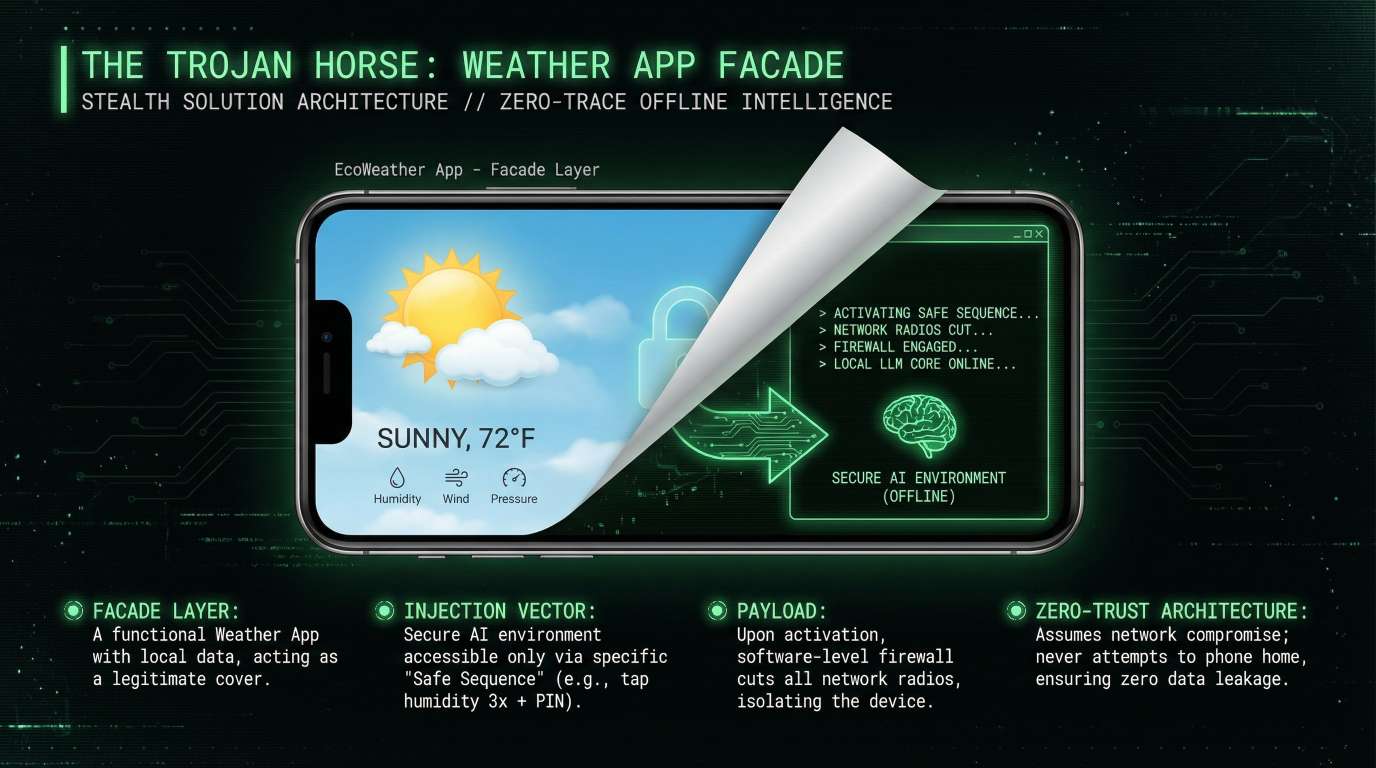 THE TROJAN HORSE: WEATHER APP FACADE
STEALTH SOLUTION ARCHITECTURE // ZERO-TRACE OFFLINE INTELLIGENCE
EcoWeather App - Facade Layer
SUNNY, 72°F
Humidity
Wind
Pressure
> ACTIVATING SAFE SEQUENCE...
> NETWORK RADIOS CUT...
> FIREWALL ENGAGED...
> LOCAL LLM CORE ONLINE...
SECURE AI ENVIRONMENT
(OFFLINE)
FACADE LAYER:
A functional Weather App
with local data, acting as
a legitimate cover.
INJECTION VECTOR:
Secure AI environment
accessible only via specific
"Safe Sequence" (e.g., tap
humidity 3x + PIN).
PAYLOAD:
Upon activation,
software-level firewall
cuts all network radios,
isolating the device.
ZERO-TRUST ARCHITECTURE:
Assumes network compromise;
never attempts to phone home,
ensuring zero data leakage.